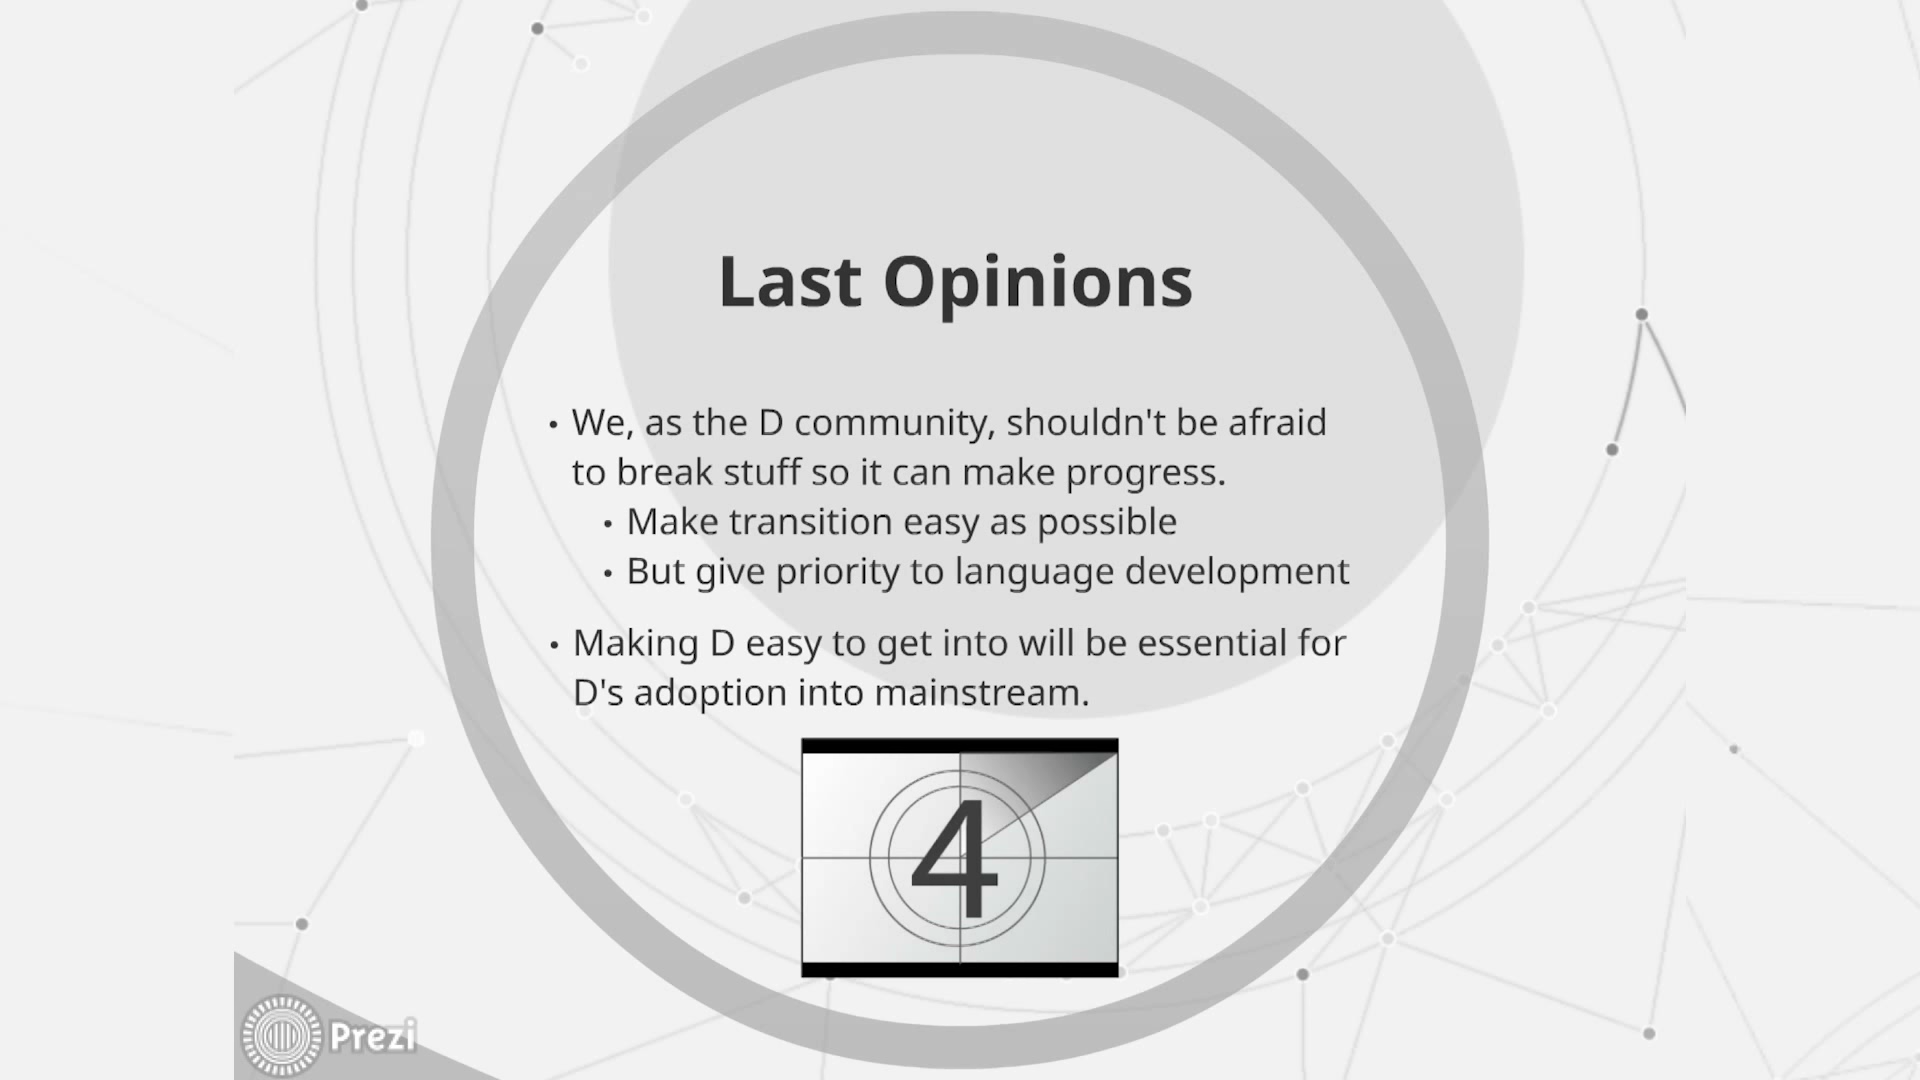 Last Opinions
• We, as the D community, shouldn't be afraid
to break stuff so it can make progress.
• Make transition easy as possible
• But give priority to language development
• Making D easy to get into will be essential for
D's adoption into mainstream.
4
Prezi